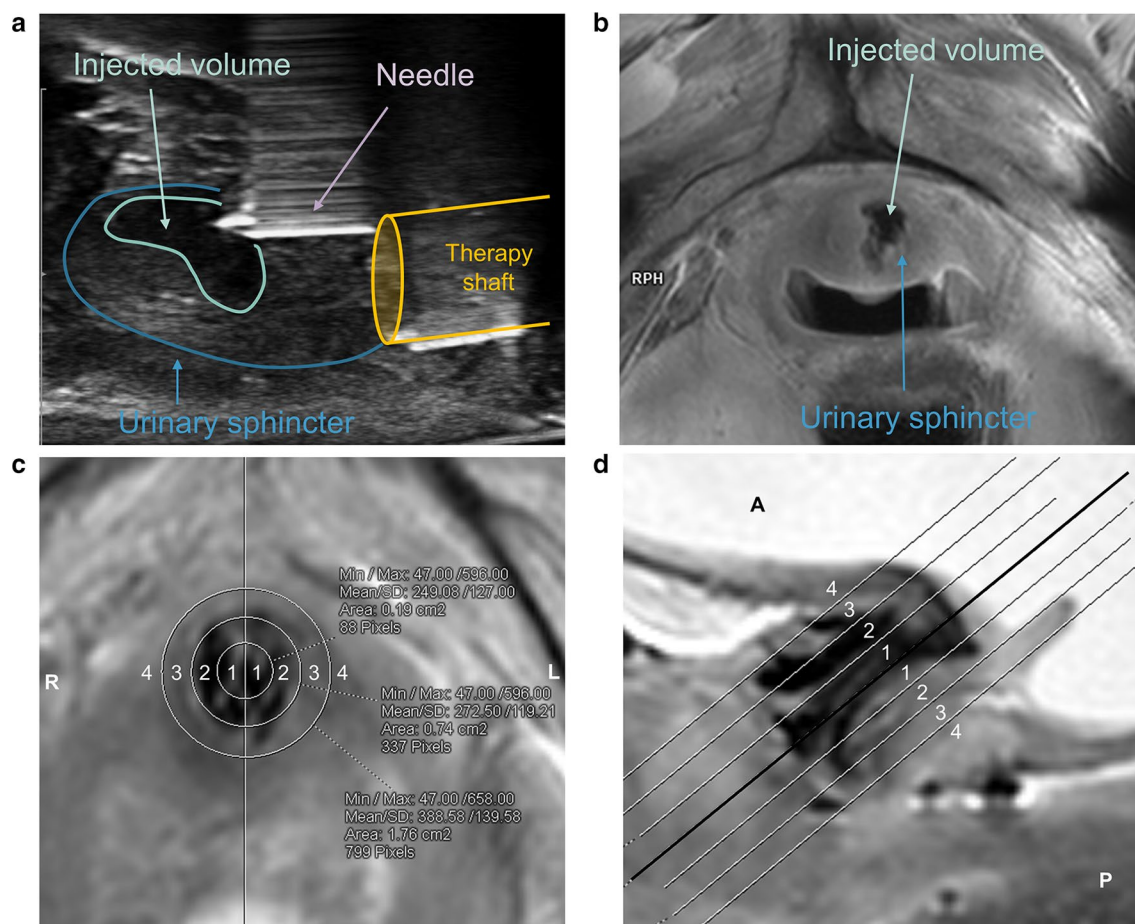 a
Injected volume
Needle
Therapy
shaft
Urinary sphincter
b
Injected volume
RPH
Urinary sphincter
c
Min / Max: 47.00 /596.00
Mean/SD: 249.08 /127.00
Area: 0.19 cm2
88 Pixels
4 3 2 1 1 2 3 4
R
L
Min / Max: 47.00 /596.00
Mean/SD: 272.50 /119.21
Area: 0.74 cm2
337 Pixels
Min / Max: 47.00 /658.00
Mean/SD: 388.58 /139.58
Area: 1.76 cm2
799 Pixels
d
A
4
3
2
1
1
2
3
4
P